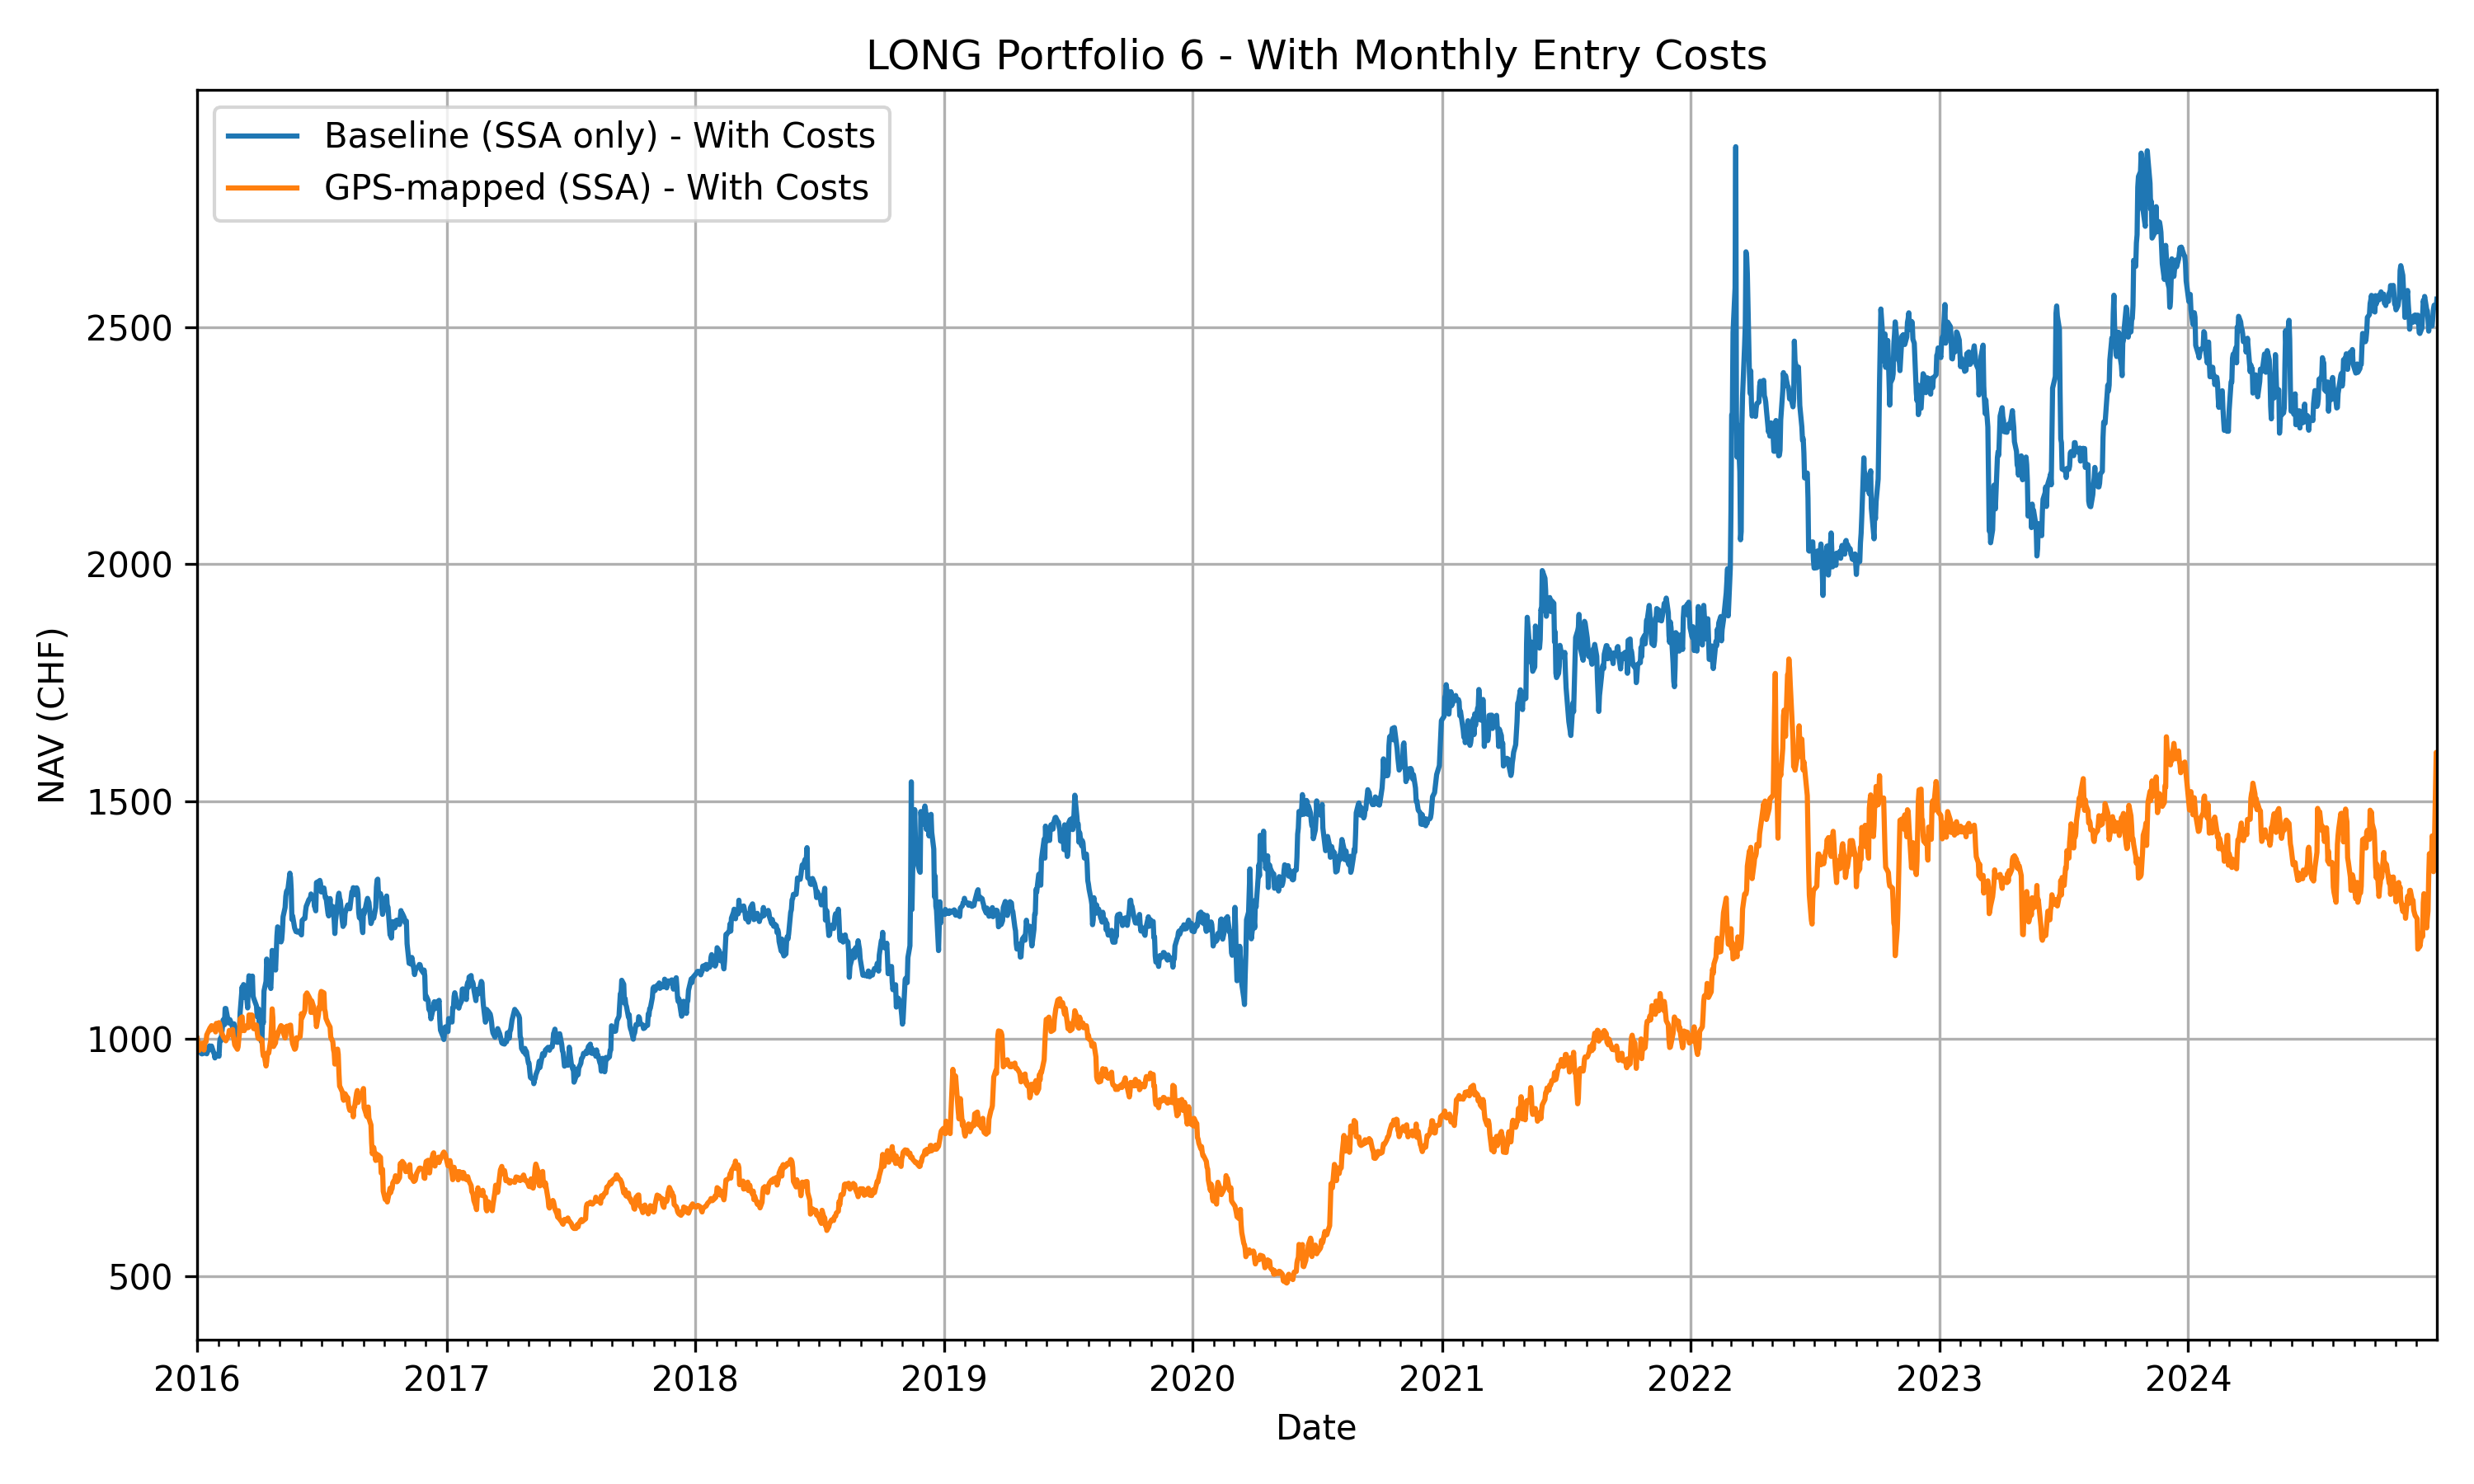 LONG Portfolio 6 - With Monthly Entry Costs
Baseline (SSA only) - With Costs
GPS-mapped (SSA) - With Costs
NAV (CHF)
2500
2000
1500
1000
500
2016 2017 2018 2019 2020 2021 2022 2023 2024
Date